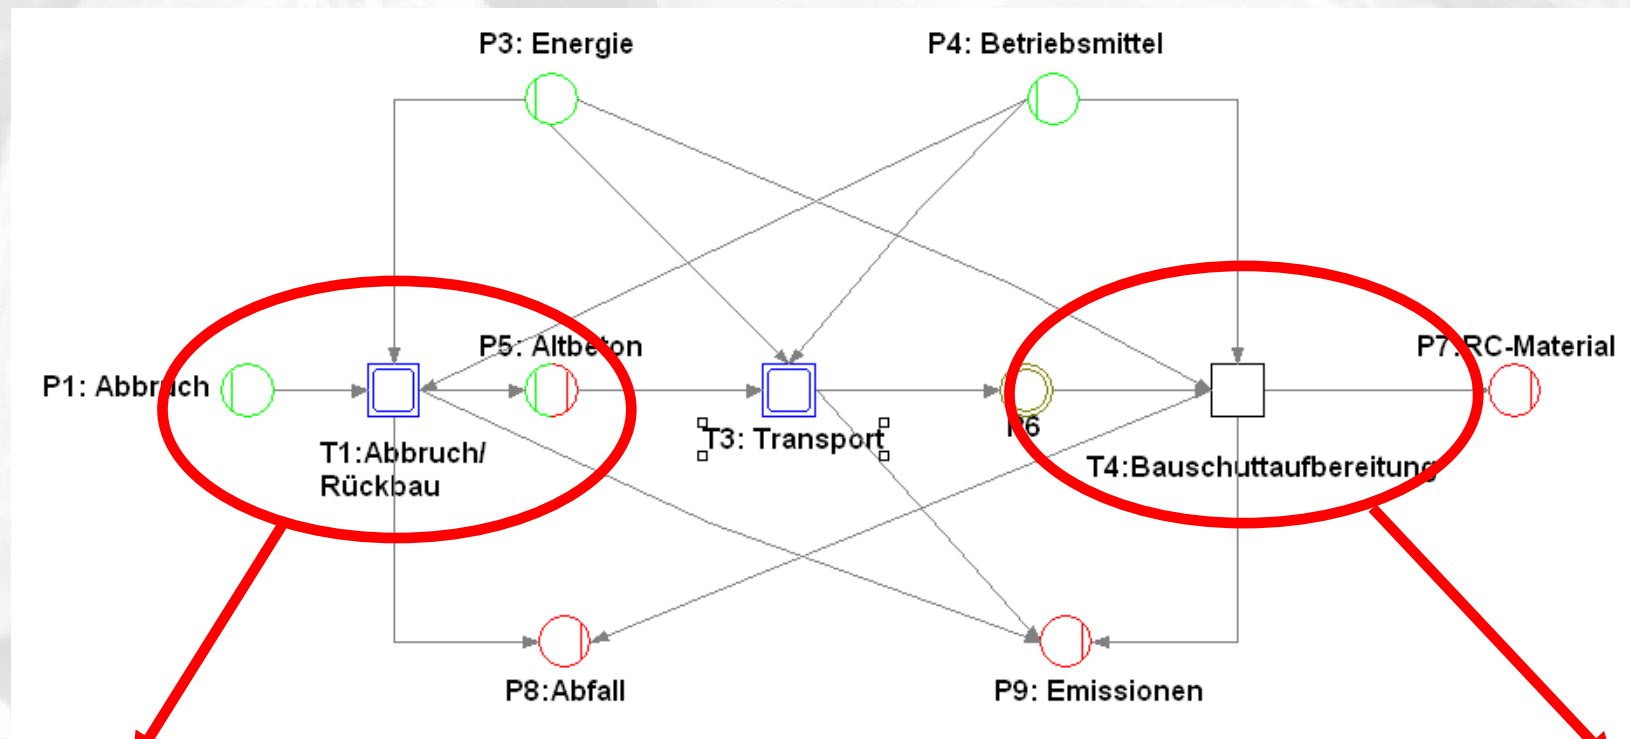 P3: Energie
P4: Betriebsmittel
P5: Altbeton
P7:RC-Material
P1: Abbruch
P6
T3: Transport
T1:Abbruch/
Rückbau
T4:Bauschuttaufbereitung
P8:Abfall
P9: Emissionen